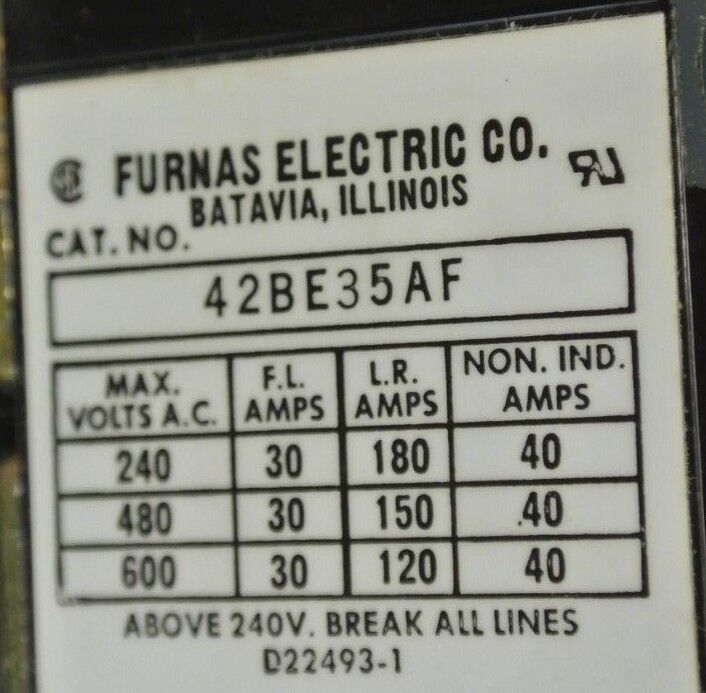 FURNAS ELECTRIC CO.
BATAVIA, ILLINOIS
CAT. NO.
42BE35AF
MAX. VOLTS A.C. F.L. AMPS L.R. AMPS NON. IND. AMPS
240 30 180 40
480 30 150 40
600 30 120 40
ABOVE 240V. BREAK ALL LINES
D22493-1